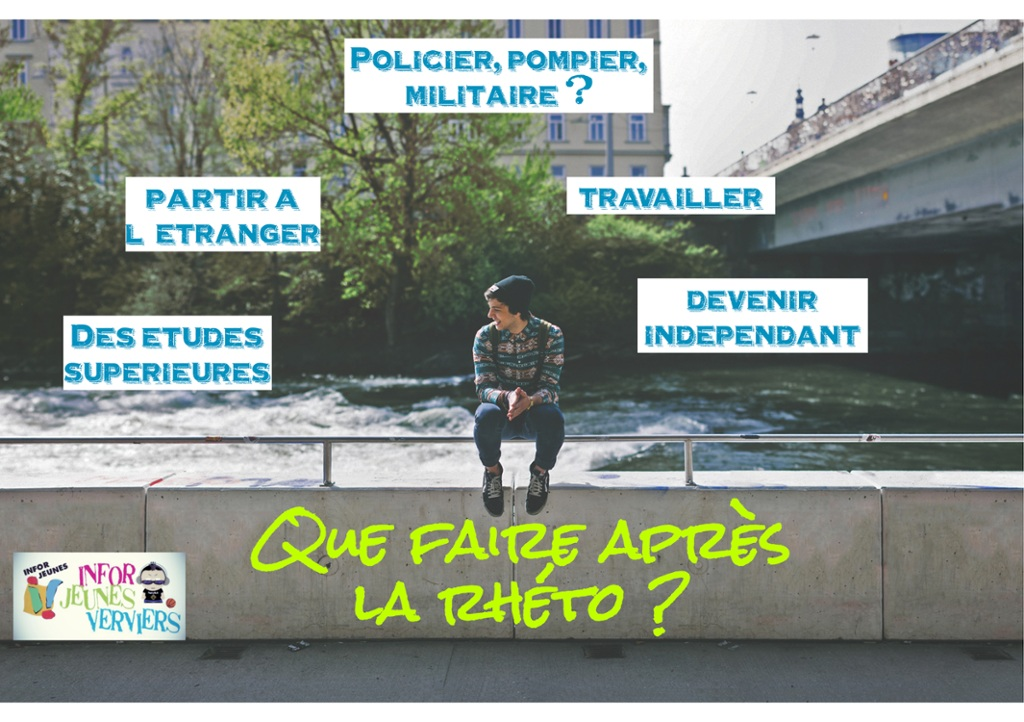 Policier, pompier,
militaire ?
partir a
l etranger
travailler
devenir
independant
Des etudes
superieures
Que faire après
la rhéto ?
INFOR
JEUNES
INFOR
JEUNES
VERVIERS